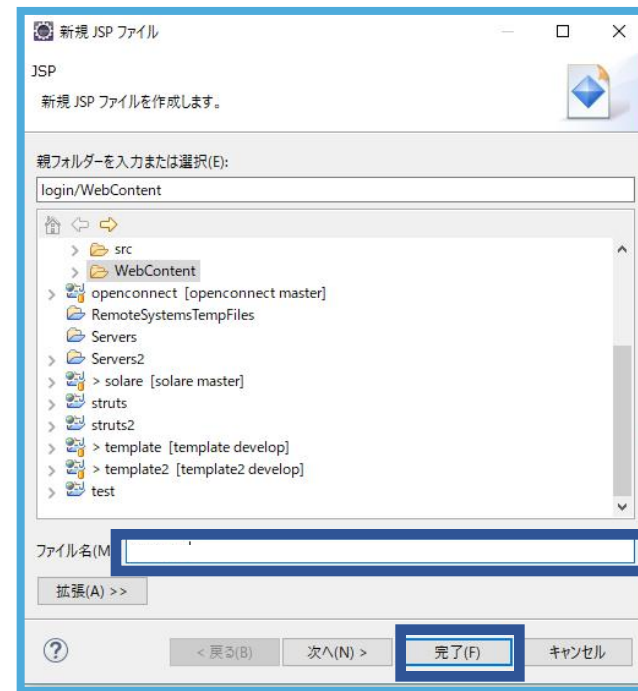 新規 JSP ファイル
JSP
新規 JSP ファイルを作成します。
親フォルダーを入力または選択(E):
login/WebContent
src
WebContent
openconnect [openconnect master]
RemoteSystemsTempFiles
Servers
Servers2
> solare [solare master]
struts
struts2
> template [template develop]
> template2 [template2 develop]
test
ファイル名(M
拡張(A) >>
< 戻る(B) 次へ(N) > 完了(F) キャンセル